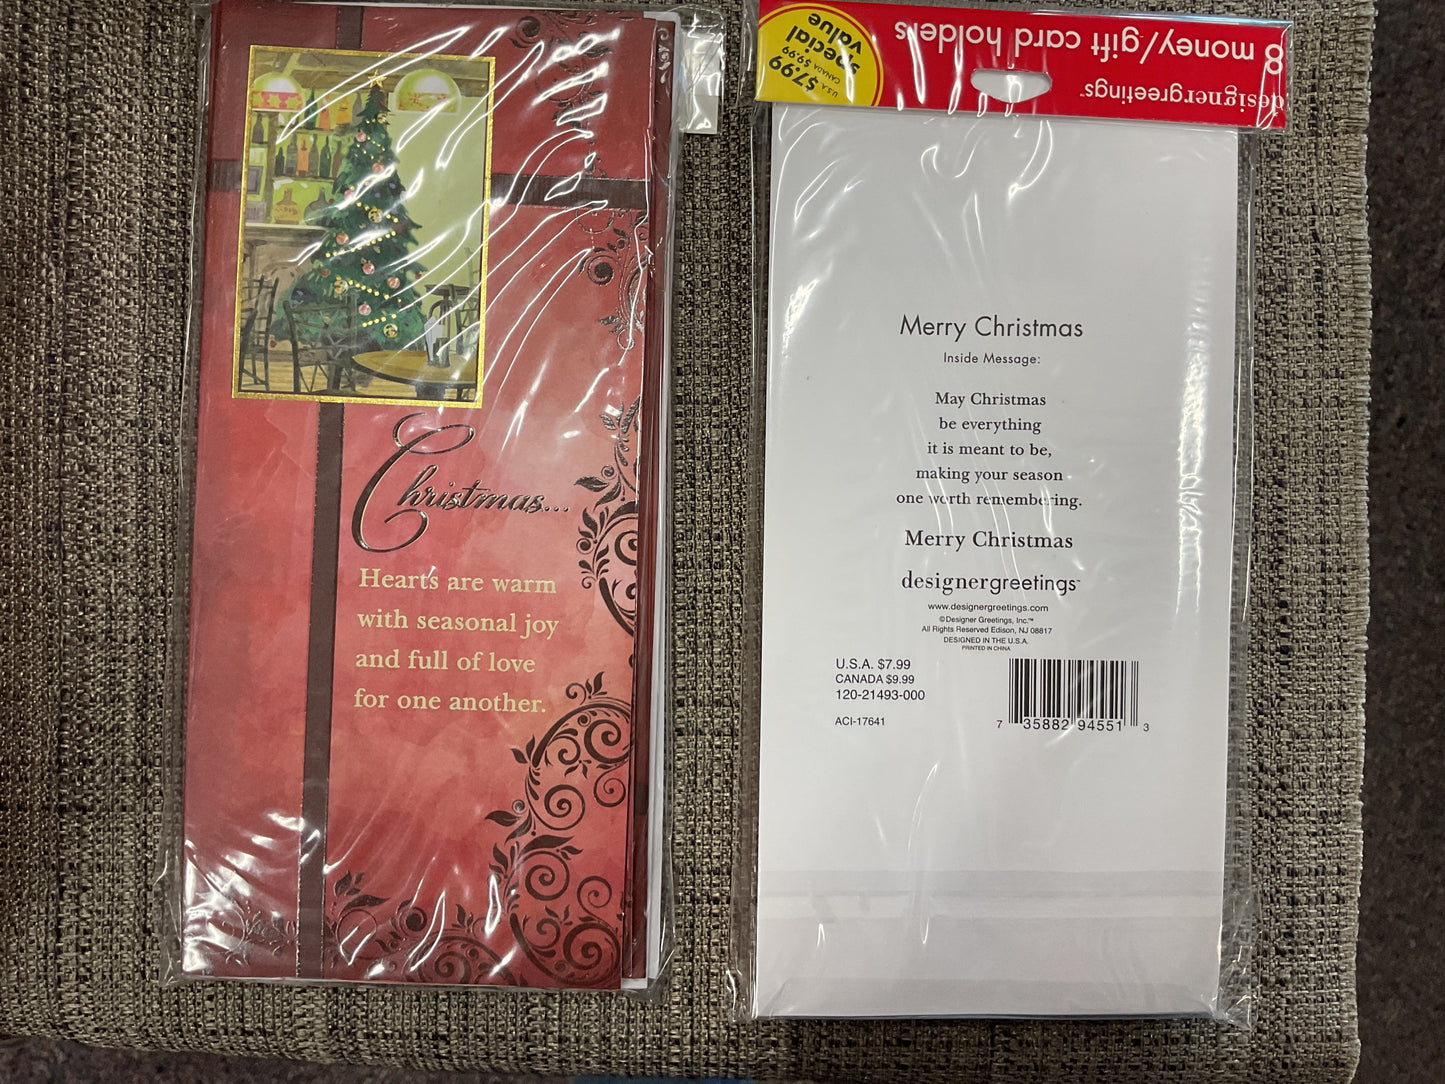 Christmas...
Hearts are warm
with seasonal joy
and full of love
for one another.
designergreetings™
8 money/gift card holders
U.S.A. $7.99
CANADA $9.99
special
value
Merry Christmas
Inside Message:
May Christmas
be everything
it is meant to be,
making your season
one worth remembering.
Merry Christmas
designergreetings™
www.designergreetings.com
©Designer Greetings, Inc.™
All Rights Reserved Edison, NJ 08817
DESIGNED IN THE U.S.A.
PRINTED IN CHINA
U.S.A. $7.99
CANADA $9.99
120-21493-000
ACI-17641
7 35882 94551 3